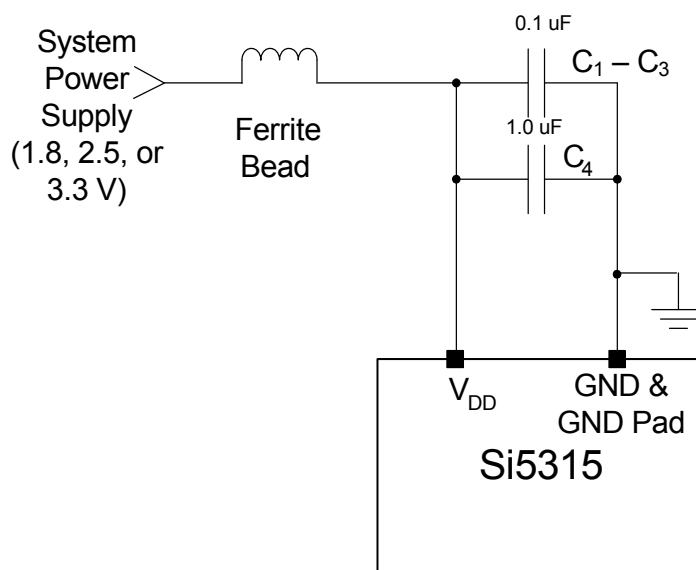 System
Power
Supply
(1.8, 2.5, or
3.3 V)
Ferrite
Bead
0.1 uF
C1 – C3
1.0 uF
C4
VDD
GND &
GND Pad
Si5315